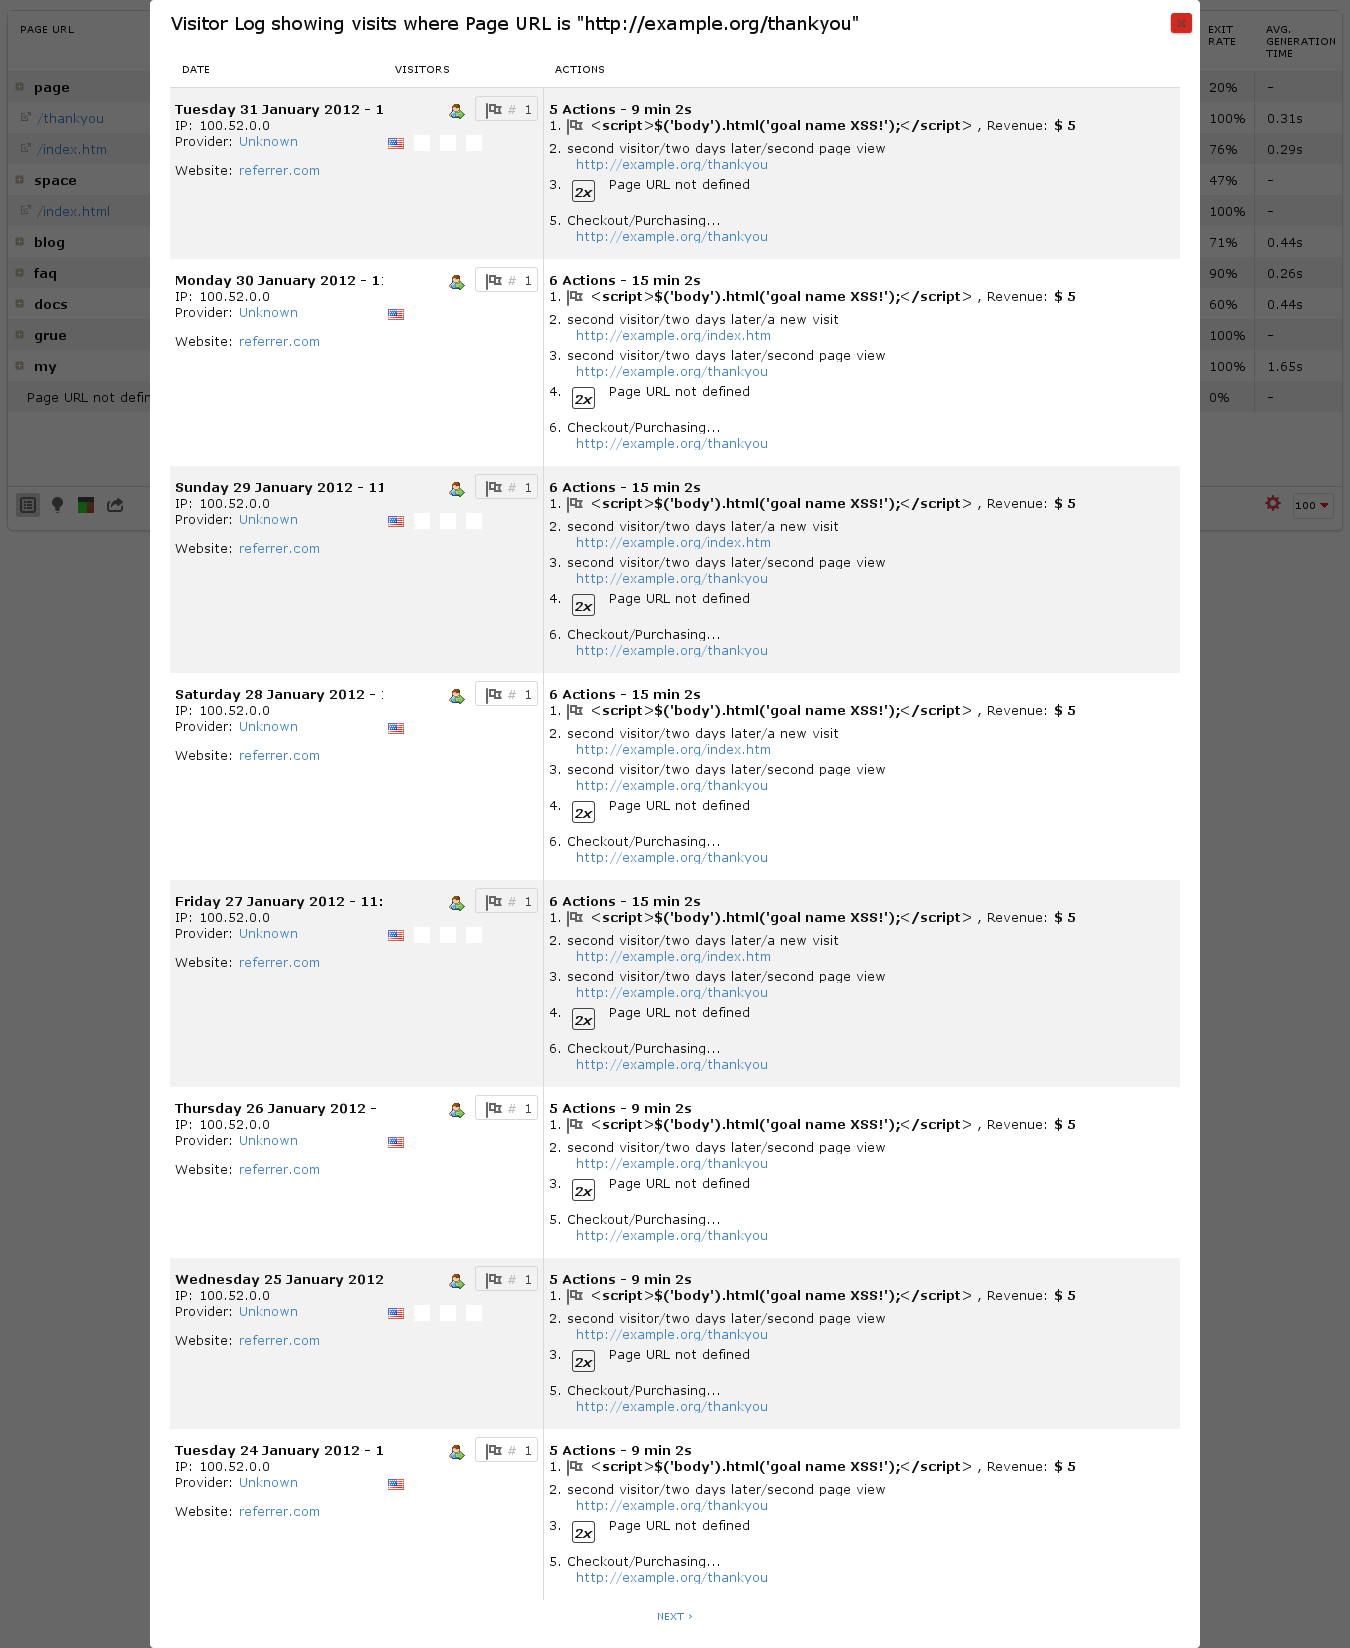 Visitor Log showing visits where Page URL is "http://example.org/thankyou"
PAGE URL
EXIT RATE
AVG. GENERATION TIME
DATE
VISITORS
ACTIONS
page
20%
-
/thankyou
100%
0.31s
/index.htm
76%
0.29s
space
47%
-
/index.html
100%
-
blog
71%
0.44s
faq
90%
0.26s
docs
60%
0.44s
grue
100%
-
my
100%
1.65s
Page URL not defin
0%
-
100
Tuesday 31 January 2012 - 1
IP: 100.52.0.0
Provider: Unknown
Website: referrer.com
# 1
5 Actions - 9 min 2s
1. <script>$('body').html('goal name XSS!');</script> , Revenue: $ 5
2. second visitor/two days later/second page view
http://example.org/thankyou
3. 2x Page URL not defined
5. Checkout/Purchasing...
http://example.org/thankyou
Monday 30 January 2012 - 1
IP: 100.52.0.0
Provider: Unknown
Website: referrer.com
# 1
6 Actions - 15 min 2s
1. <script>$('body').html('goal name XSS!');</script> , Revenue: $ 5
2. second visitor/two days later/a new visit
http://example.org/index.htm
3. second visitor/two days later/second page view
http://example.org/thankyou
4. 2x Page URL not defined
6. Checkout/Purchasing...
http://example.org/thankyou
Sunday 29 January 2012 - 11
IP: 100.52.0.0
Provider: Unknown
Website: referrer.com
# 1
6 Actions - 15 min 2s
1. <script>$('body').html('goal name XSS!');</script> , Revenue: $ 5
2. second visitor/two days later/a new visit
http://example.org/index.htm
3. second visitor/two days later/second page view
http://example.org/thankyou
4. 2x Page URL not defined
6. Checkout/Purchasing...
http://example.org/thankyou
Saturday 28 January 2012 -
IP: 100.52.0.0
Provider: Unknown
Website: referrer.com
# 1
6 Actions - 15 min 2s
1. <script>$('body').html('goal name XSS!');</script> , Revenue: $ 5
2. second visitor/two days later/a new visit
http://example.org/index.htm
3. second visitor/two days later/second page view
http://example.org/thankyou
4. 2x Page URL not defined
6. Checkout/Purchasing...
http://example.org/thankyou
Friday 27 January 2012 - 11:
IP: 100.52.0.0
Provider: Unknown
Website: referrer.com
# 1
6 Actions - 15 min 2s
1. <script>$('body').html('goal name XSS!');</script> , Revenue: $ 5
2. second visitor/two days later/a new visit
http://example.org/index.htm
3. second visitor/two days later/second page view
http://example.org/thankyou
4. 2x Page URL not defined
6. Checkout/Purchasing...
http://example.org/thankyou
Thursday 26 January 2012 -
IP: 100.52.0.0
Provider: Unknown
Website: referrer.com
# 1
5 Actions - 9 min 2s
1. <script>$('body').html('goal name XSS!');</script> , Revenue: $ 5
2. second visitor/two days later/second page view
http://example.org/thankyou
3. 2x Page URL not defined
5. Checkout/Purchasing...
http://example.org/thankyou
Wednesday 25 January 2012
IP: 100.52.0.0
Provider: Unknown
Website: referrer.com
# 1
5 Actions - 9 min 2s
1. <script>$('body').html('goal name XSS!');</script> , Revenue: $ 5
2. second visitor/two days later/second page view
http://example.org/thankyou
3. 2x Page URL not defined
5. Checkout/Purchasing...
http://example.org/thankyou
Tuesday 24 January 2012 - 1
IP: 100.52.0.0
Provider: Unknown
Website: referrer.com
# 1
5 Actions - 9 min 2s
1. <script>$('body').html('goal name XSS!');</script> , Revenue: $ 5
2. second visitor/two days later/second page view
http://example.org/thankyou
3. 2x Page URL not defined
5. Checkout/Purchasing...
http://example.org/thankyou
NEXT ›